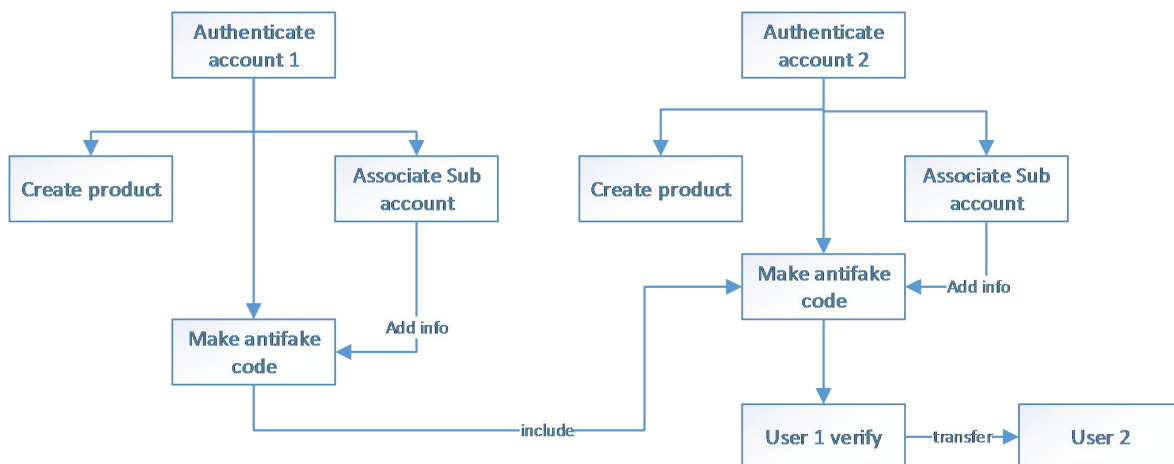 Authenticate
account 1
Authenticate
account 2
Create product
Associate Sub
account
Create product
Associate Sub
account
Make antifake
code
Add info
Add info
Make antifake
code
include
User 1 verify
transfer
User 2